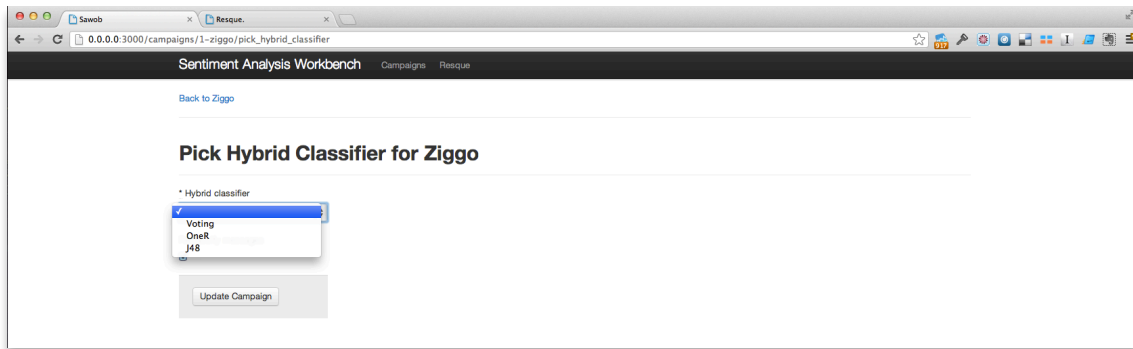 Sawob
Resque.
0.0.0.0:3000/campaigns/1-ziggo/pick_hybrid_classifier
917
Sentiment Analysis Workbench Campaigns Resque
Back to Ziggo
Pick Hybrid Classifier for Ziggo
* Hybrid classifier
Voting
OneR
J48
Update Campaign